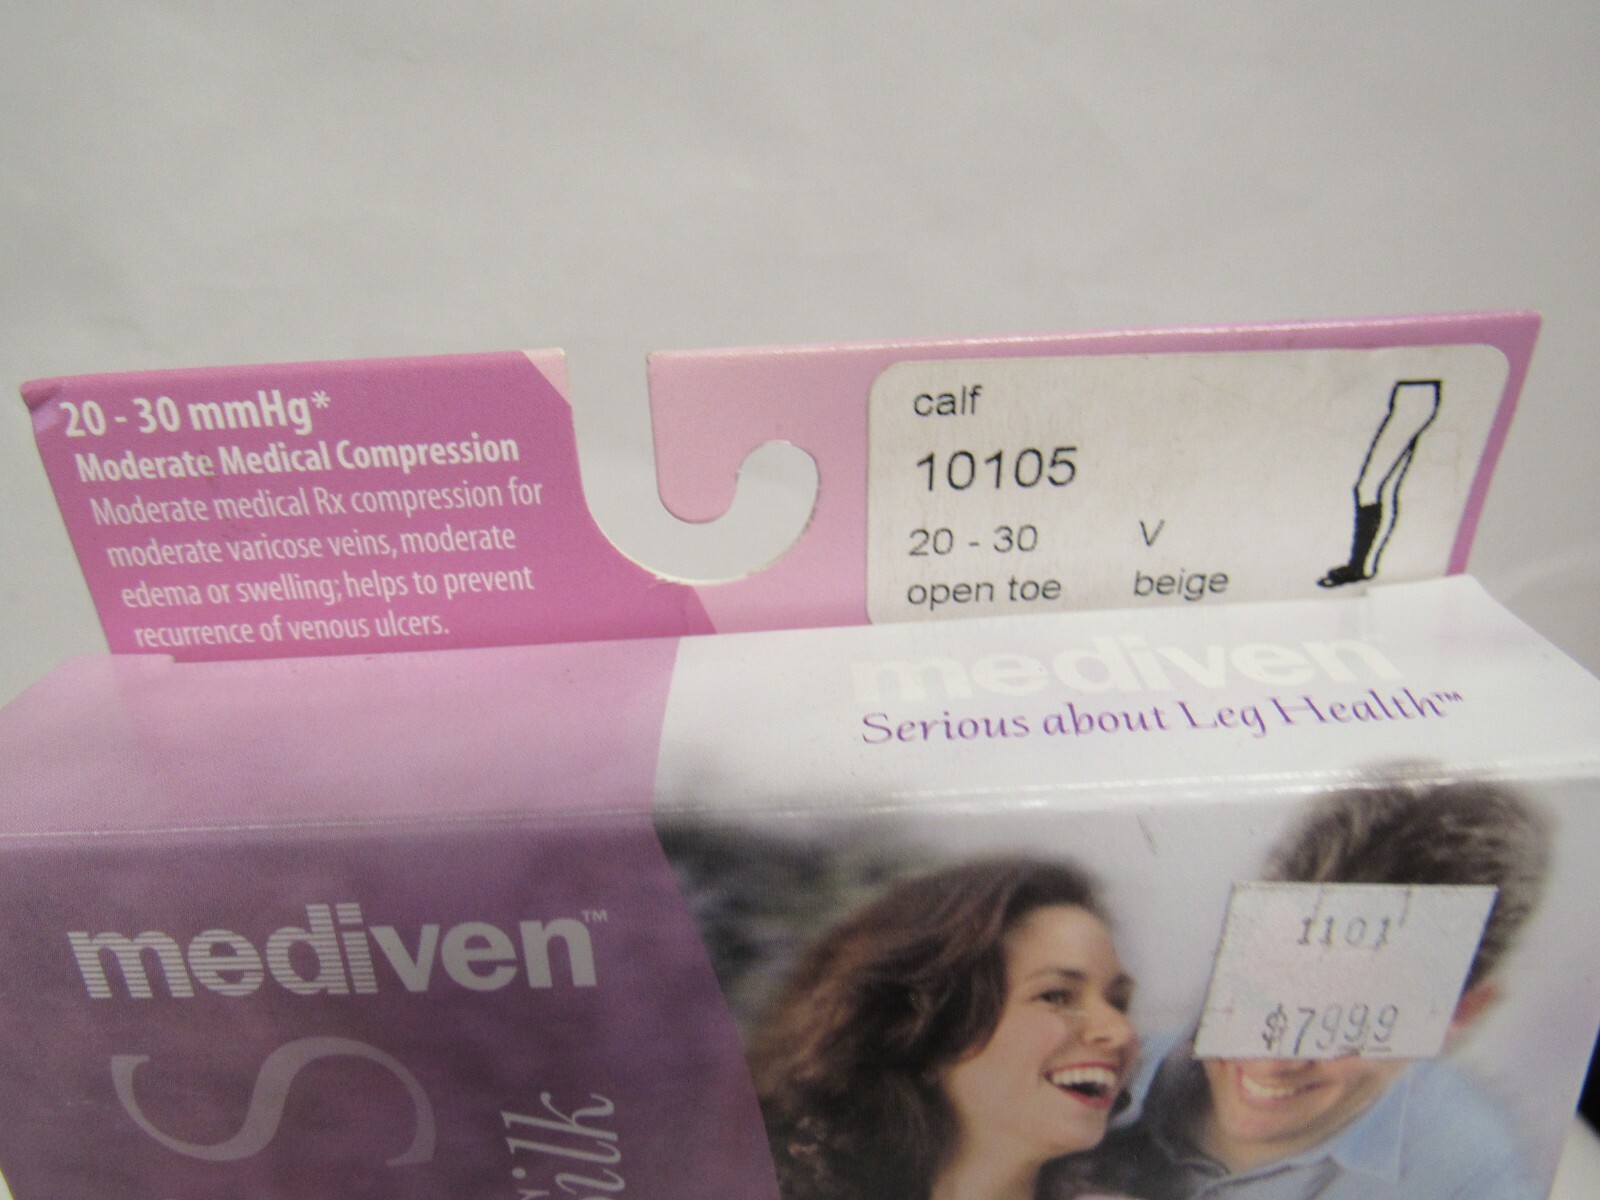 20 - 30 mmHg*
Moderate Medical Compression
Moderate medical Rx compression for
moderate varicose veins, moderate
edema or swelling; helps to prevent
recurrence of venous ulcers.
calf
10105
20 - 30 V
open toe beige
mediven
Serious about Leg Health™
mediven™
S
Silk
1101
$79.99